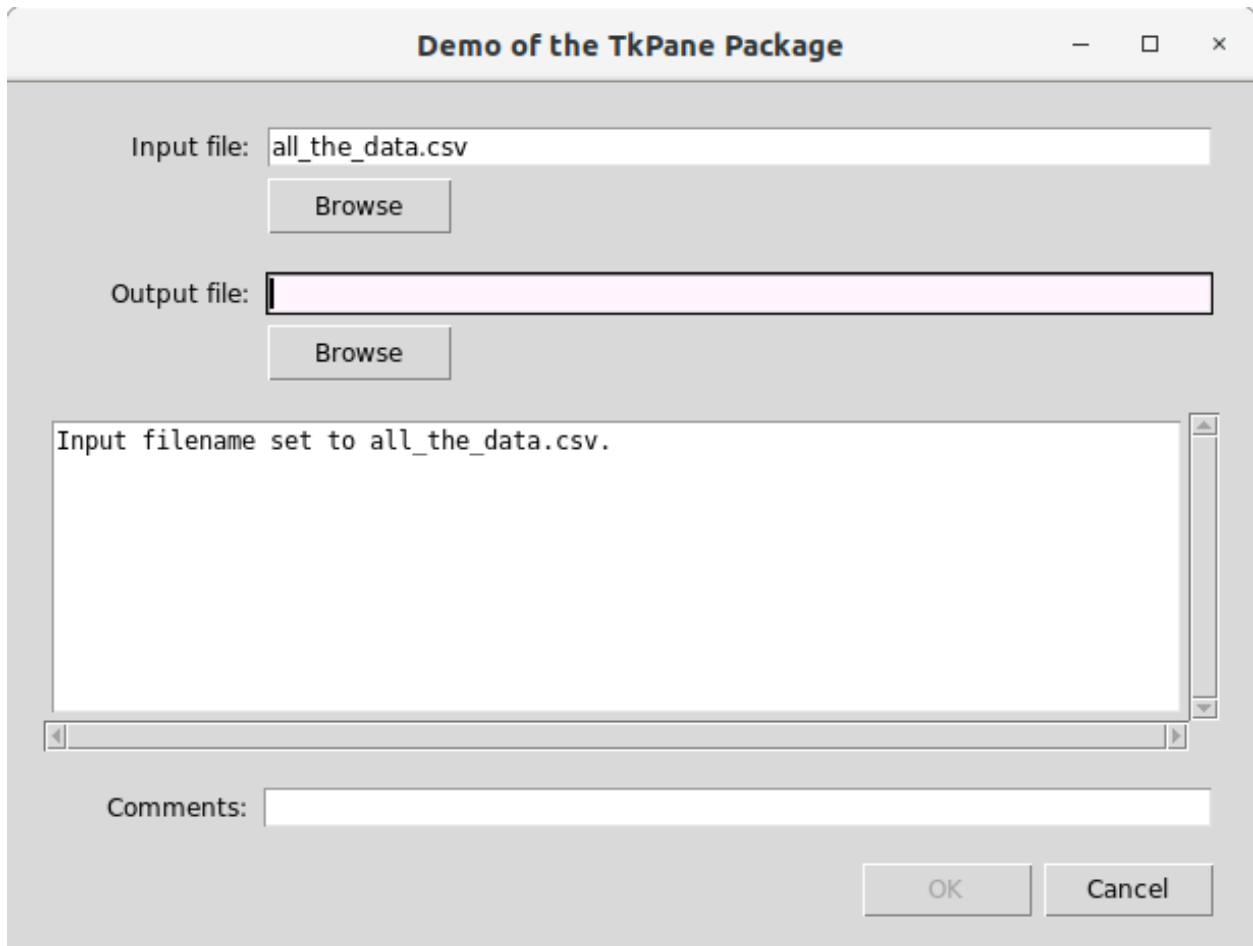 Demo of the TkPane Package
Input file: all_the_data.csv
Browse
Output file:
Browse
Input filename set to all_the_data.csv.
Comments:
OK Cancel